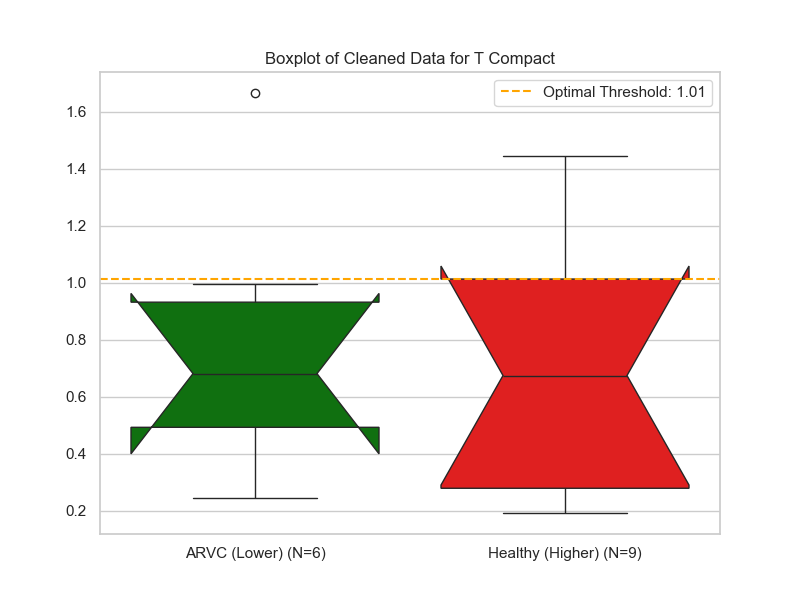 Boxplot of Cleaned Data for T Compact
Optimal Threshold: 1.01
1.6
1.4
1.2
1.0
0.8
0.6
0.4
0.2
ARVC (Lower) (N=6)
Healthy (Higher) (N=9)